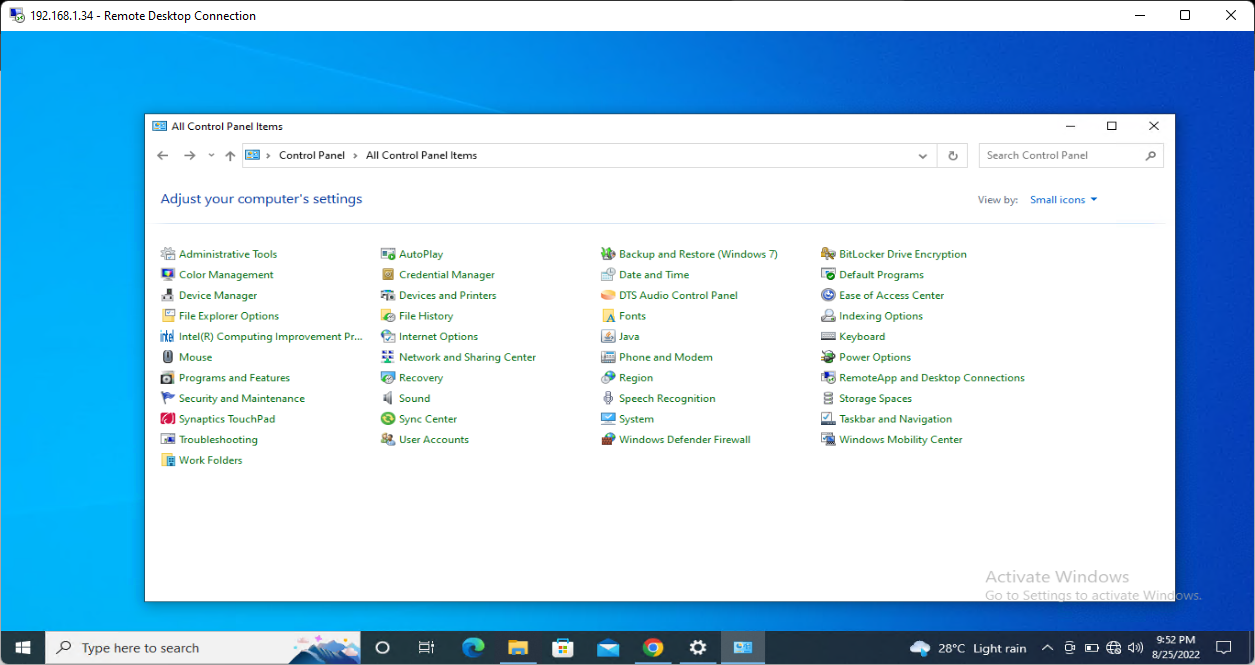 192.168.1.34 - Remote Desktop Connection
All Control Panel Items
Control Panel > All Control Panel Items
Search Control Panel
Adjust your computer's settings
View by: Small icons
Administrative Tools
AutoPlay
Backup and Restore (Windows 7)
BitLocker Drive Encryption
Color Management
Credential Manager
Date and Time
Default Programs
Device Manager
Devices and Printers
DTS Audio Control Panel
Ease of Access Center
File Explorer Options
File History
Fonts
Indexing Options
Intel(R) Computing Improvement Pr...
Internet Options
Java
Keyboard
Mouse
Network and Sharing Center
Phone and Modem
Power Options
Programs and Features
Recovery
Region
RemoteApp and Desktop Connections
Security and Maintenance
Sound
Speech Recognition
Storage Spaces
Synaptics TouchPad
Sync Center
System
Taskbar and Navigation
Troubleshooting
User Accounts
Windows Defender Firewall
Windows Mobility Center
Work Folders
Activate Windows
Go to Settings to activate Windows.
Type here to search
28°C Light rain
9:52 PM
8/25/2022